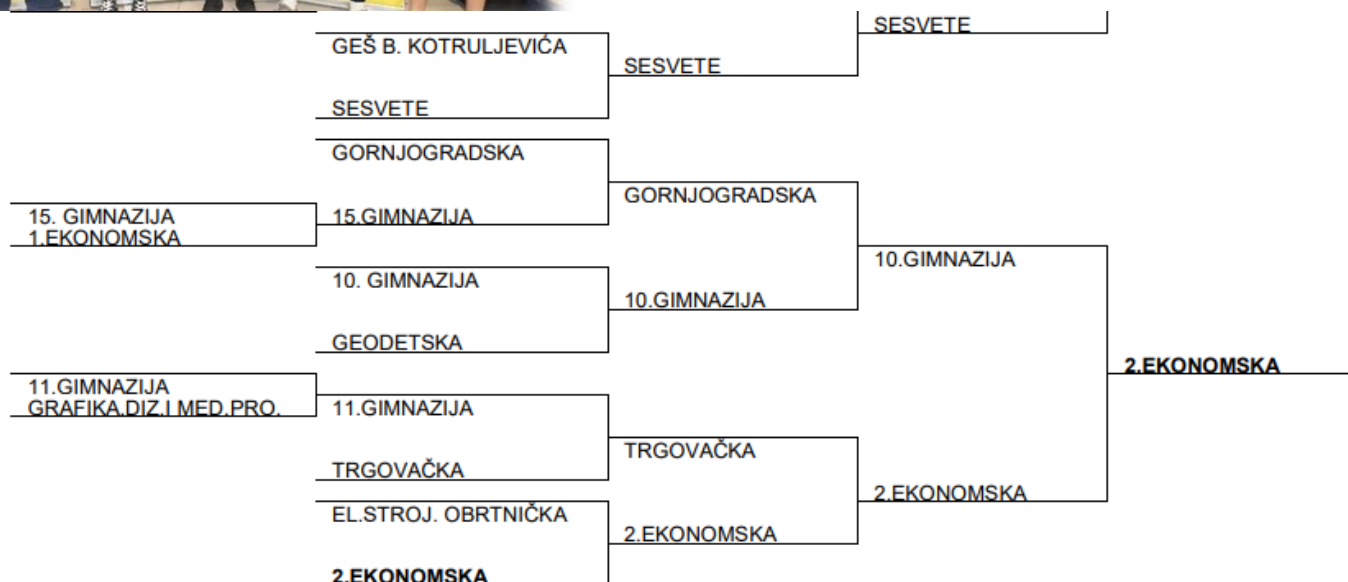 SESVETE
GEŠ B. KOTRULJEVIĆA
SESVETE
SESVETE
GORNJOGRADSKA
GORNJOGRADSKA
15. GIMNAZIJA
15.GIMNAZIJA
1.EKONOMSKA
10.GIMNAZIJA
10. GIMNAZIJA
10.GIMNAZIJA
GEODETSKA
2.EKONOMSKA
11.GIMNAZIJA
GRAFIKA.DIZ.I MED.PRO.
11.GIMNAZIJA
TRGOVAČKA
TRGOVAČKA
2.EKONOMSKA
EL.STROJ. OBRTNIČKA
2.EKONOMSKA
2.EKONOMSKA